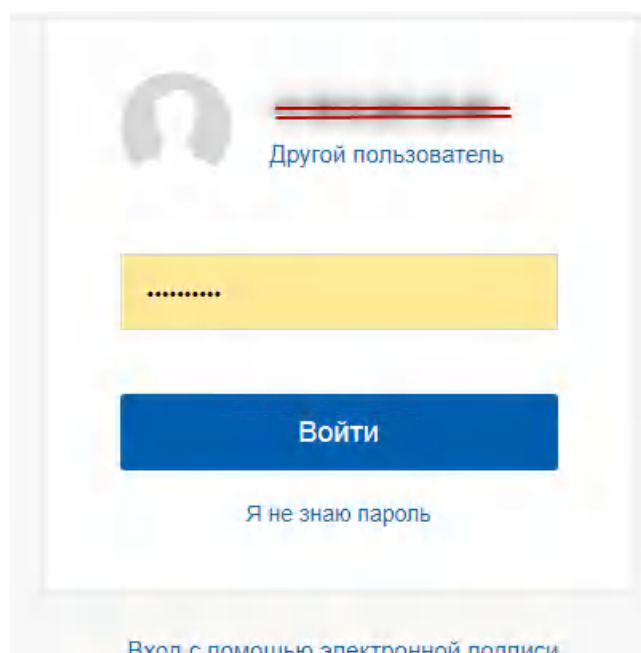 Другой пользователь
••••••••••
Войти
Я не знаю пароль
Вход с помощью электронной подписи